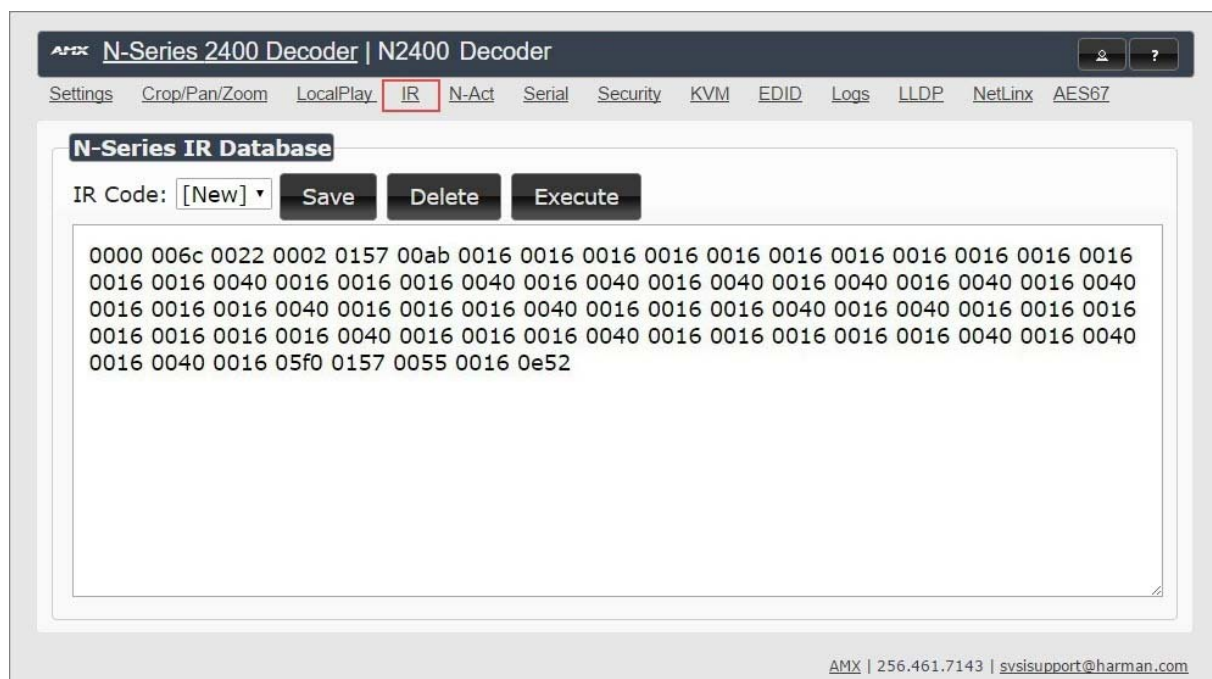 AMX N-Series 2400 Decoder | N2400 Decoder ?
Settings Crop/Pan/Zoom LocalPlay IR N-Act Serial Security KVM EDID Logs LLDP NetLinx AES67
N-Series IR Database
IR Code: [New] Save Delete Execute
0000 006c 0022 0002 0157 00ab 0016 0016 0016 0016 0016 0016 0016 0016 0016 0016 0016
0016 0016 0040 0016 0016 0016 0040 0016 0040 0016 0040 0016 0040 0016 0040 0016 0040
0016 0016 0016 0040 0016 0016 0016 0040 0016 0016 0016 0040 0016 0040 0016 0016 0016
0016 0016 0016 0016 0040 0016 0016 0016 0040 0016 0016 0016 0016 0016 0040 0016 0040
0016 0040 0016 05f0 0157 0055 0016 0e52
AMX | 256.461.7143 | svsisupport@harman.com